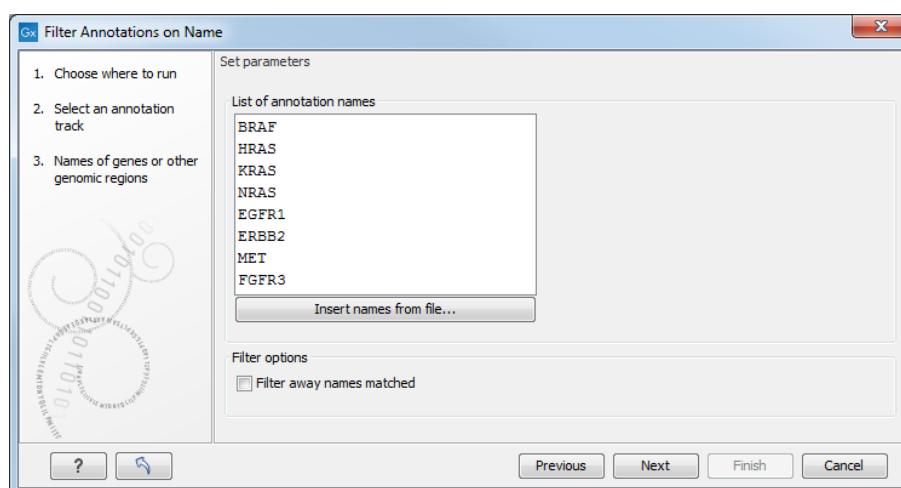 Gx Filter Annotations on Name
1. Choose where to run
2. Select an annotation
track
3. Names of genes or other
genomic regions
Set parameters
List of annotation names
BRAF
HRAS
KRAS
NRAS
EGFR1
ERBB2
MET
FGFR3
Insert names from file...
Filter options
Filter away names matched
?
Previous
Next
Finish
Cancel